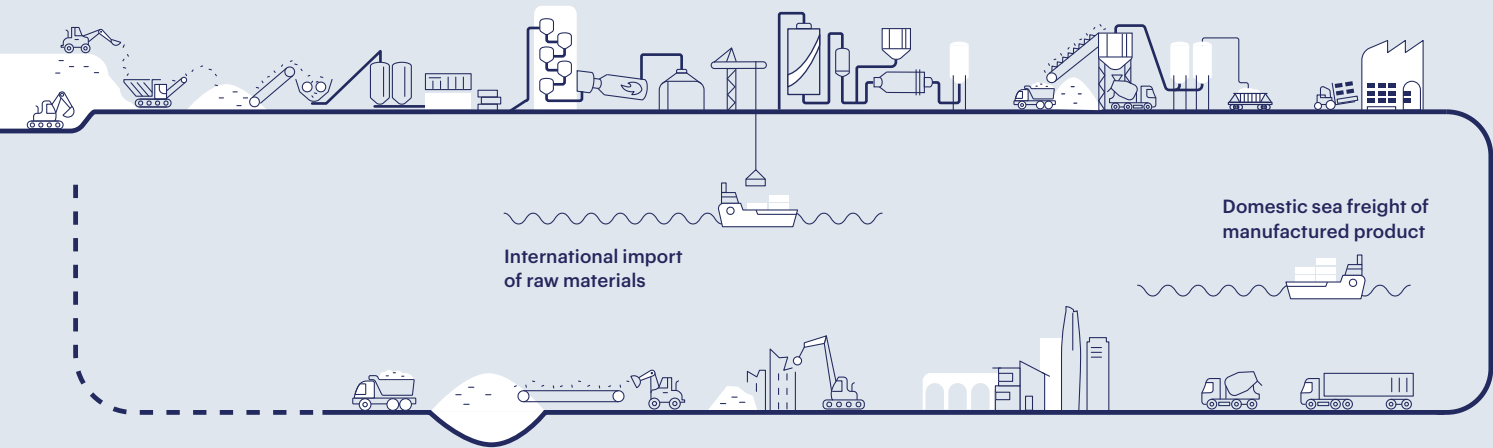 International import
of raw materials
Domestic sea freight of
manufactured product